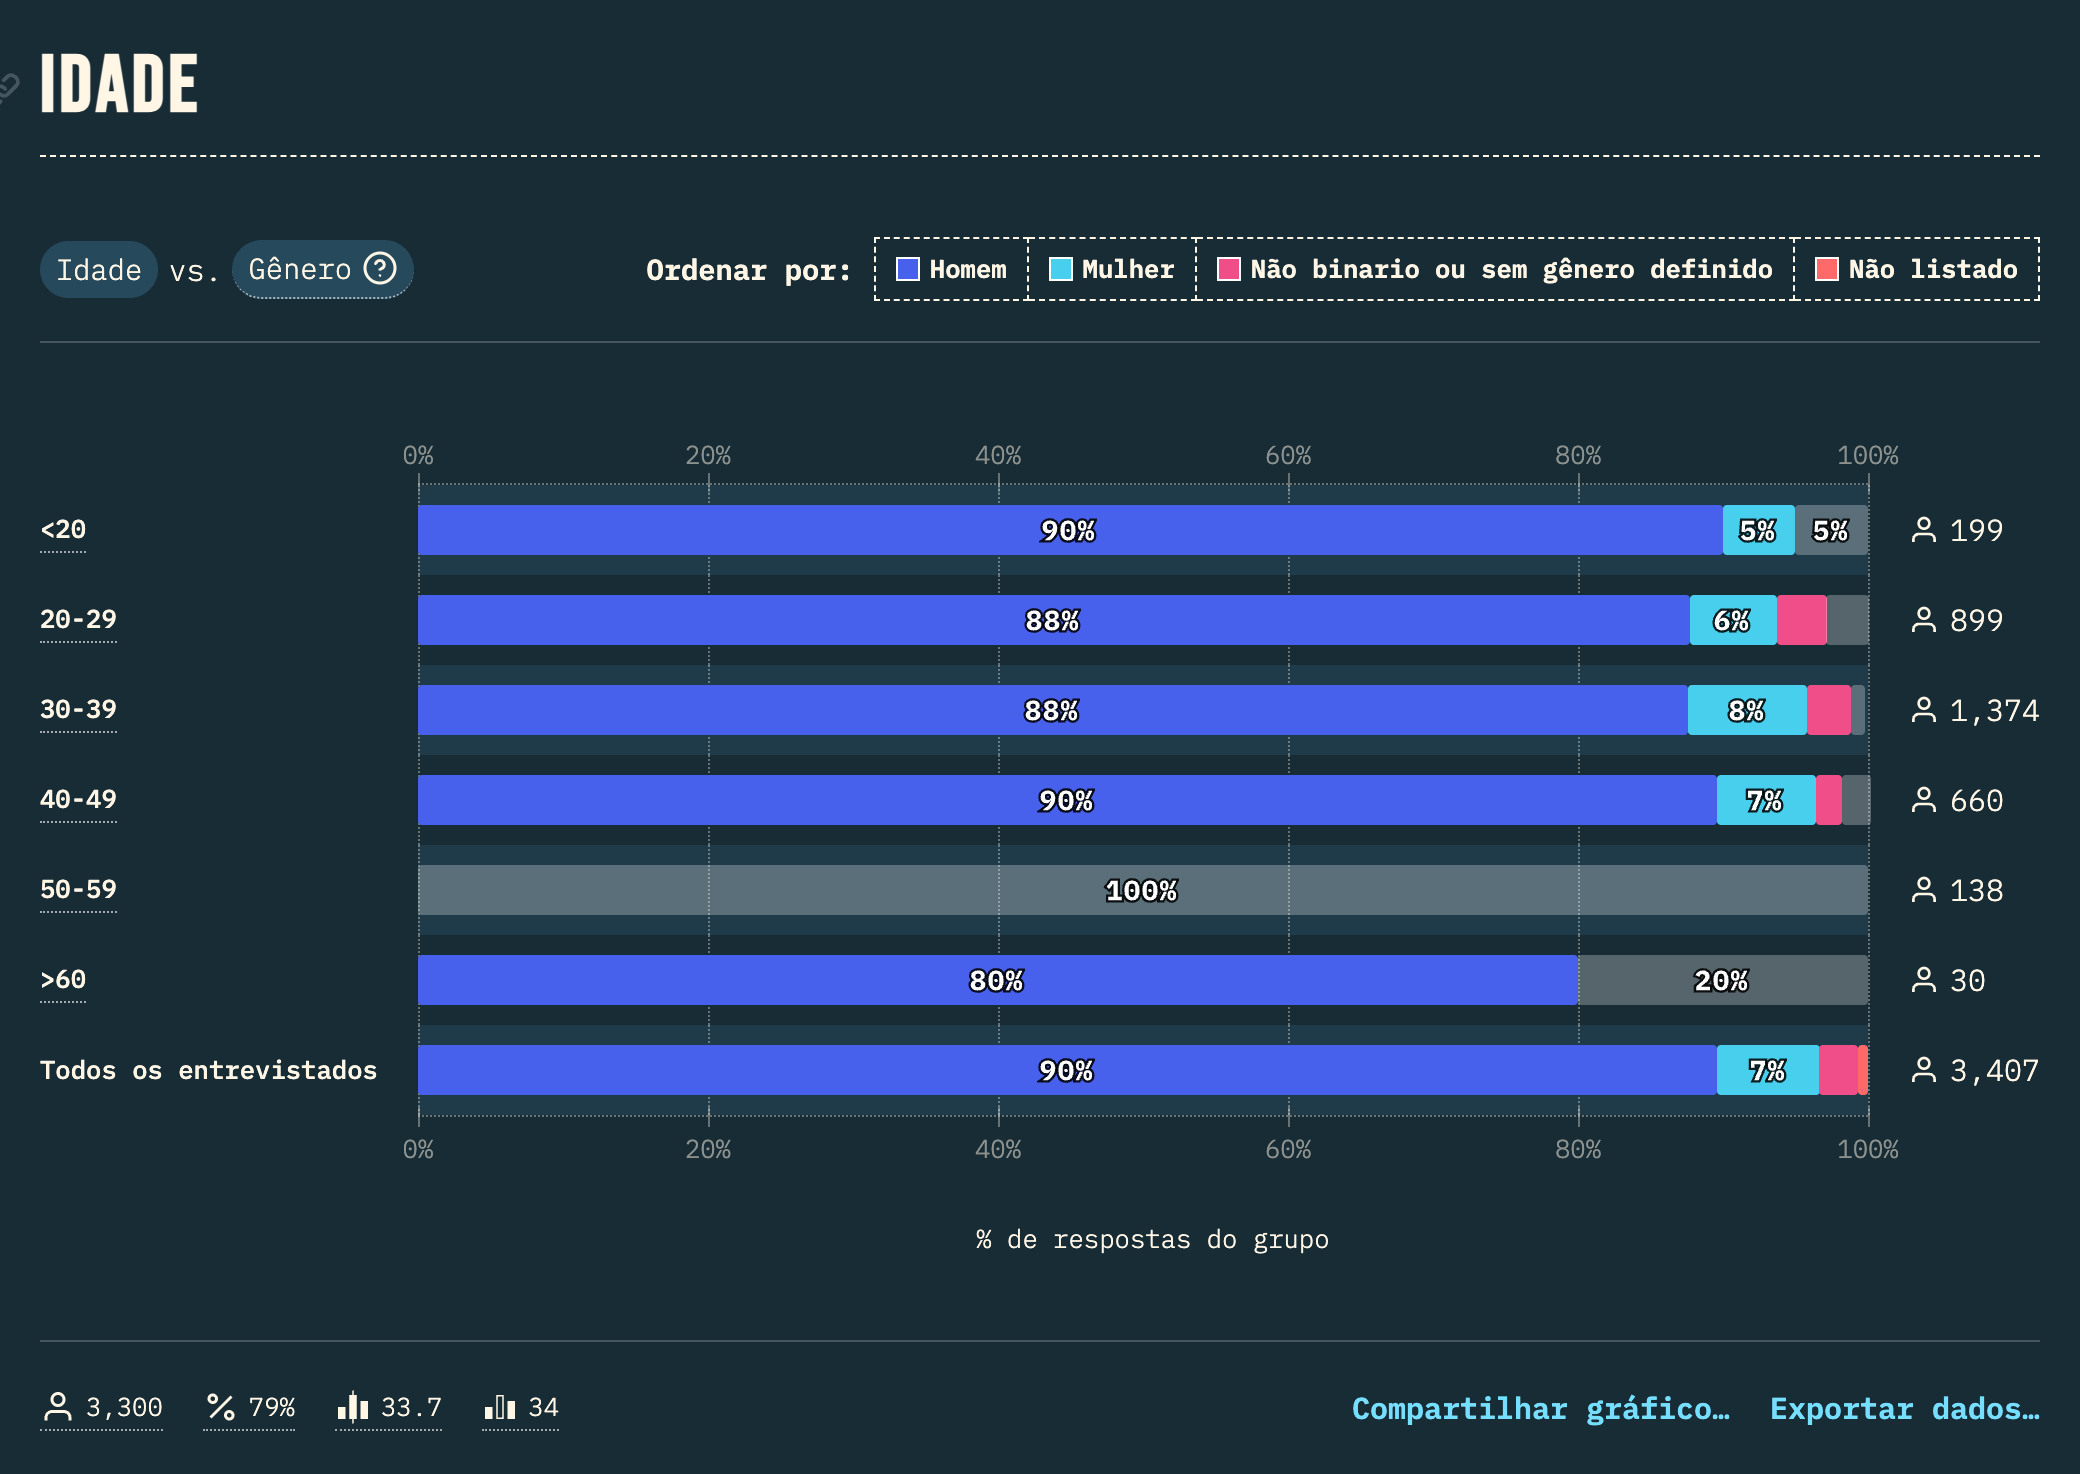 IDADE
Idade vs. Gênero ?
Ordenar por: Homem Mulher Não binario ou sem gênero definido Não listado
0% 20% 40% 60% 80% 100%
<20 90% 5% 5% 199
20-29 88% 6% 899
30-39 88% 8% 1,374
40-49 90% 7% 660
50-59 100% 138
>60 80% 20% 30
Todos os entrevistados 90% 7% 3,407
0% 20% 40% 60% 80% 100%
% de respostas do grupo
3,300 % 79% 33.7 34 Compartilhar gráfico… Exportar dados…